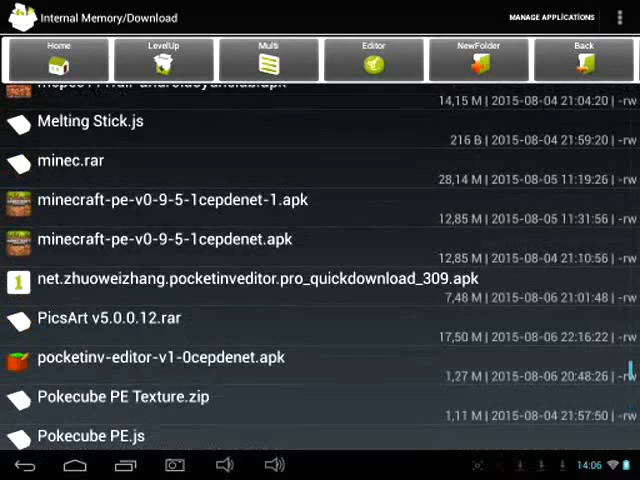 Internal Memory/Download
MANAGE APPLICATIONS
Home
LevelUp
Multi
Editor
NewFolder
Back
14,15 M | 2015-08-04 21:04:20 | -rw
Melting Stick.js
216 B | 2015-08-04 21:59:20 | -rw
minec.rar
28,14 M | 2015-08-05 11:19:26 | -rw
minecraft-pe-v0-9-5-1cepdenet-1.apk
12,85 M | 2015-08-05 11:31:56 | -rw
minecraft-pe-v0-9-5-1cepdenet.apk
12,85 M | 2015-08-04 21:10:56 | -rw
1
net.zhuoweizhang.pocketinveditor.pro_quickdownload_309.apk
7,48 M | 2015-08-06 21:01:48 | -rw
PicsArt v5.0.0.12.rar
17,50 M | 2015-08-06 22:16:22 | -rw
pocketinv-editor-v1-0cepdenet.apk
1,27 M | 2015-08-06 20:48:26 | -rw
Pokecube PE Texture.zip
1,11 M | 2015-08-04 21:57:50 | -rw
Pokecube PE.js
14:06